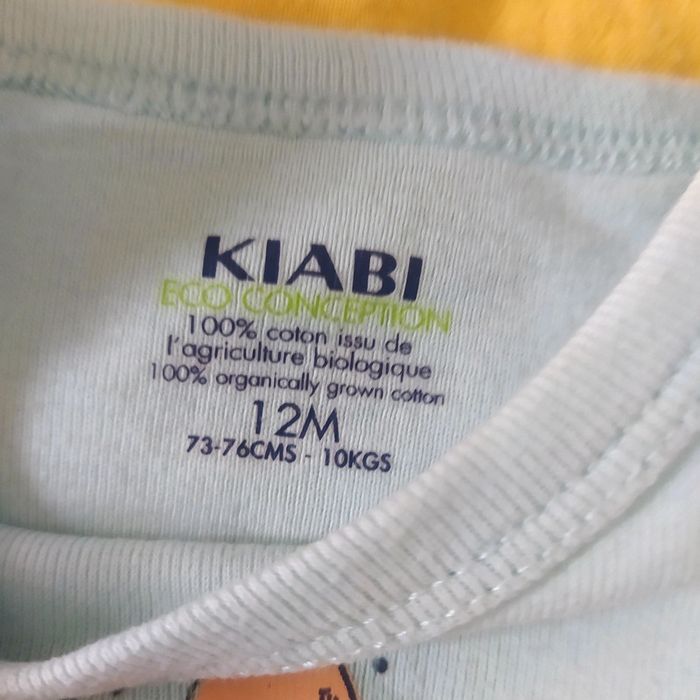 KIABI
ECO CONCEPTION
100% coton issu de
l'agriculture biologique
100% organically grown cotton
12M
73-76CMS - 10KGS